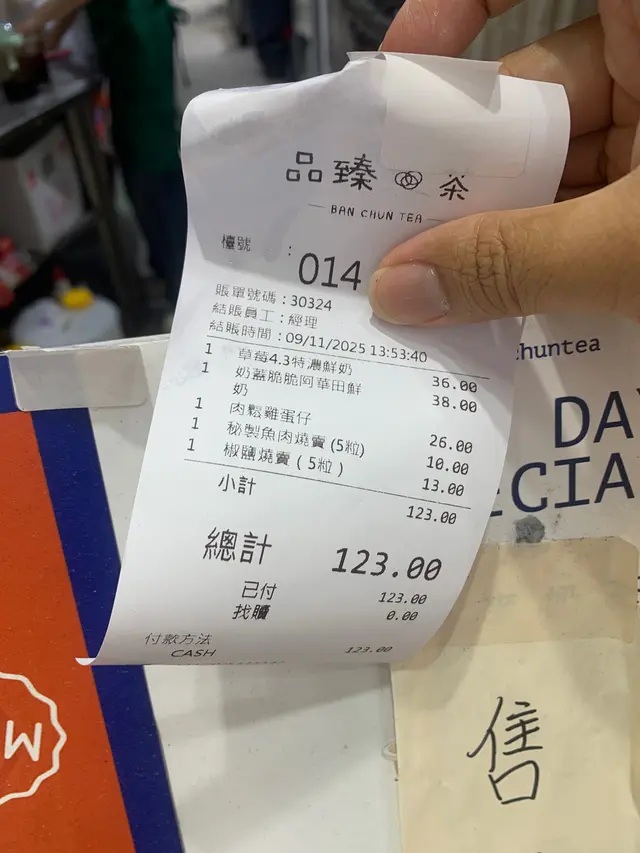 品臻 茶
BAN CHUN TEA
檯號 :
014
賬單號碼 : 30324
結賬員工 : 經理
結賬時間 : 09/11/2025 13:53:40
1 草莓4.3特濃鮮奶 36.00
1 奶蓋脆脆阿華田鮮奶 38.00
1 肉鬆雞蛋仔 26.00
1 秘製魚肉燒賣 (5粒) 10.00
1 椒鹽燒賣 ( 5粒 ) 13.00
小計 123.00
總計 123.00
已付 123.00
找贖 0.00
付款方法
CASH 123.00
huntea
DA
ECIA
售
M